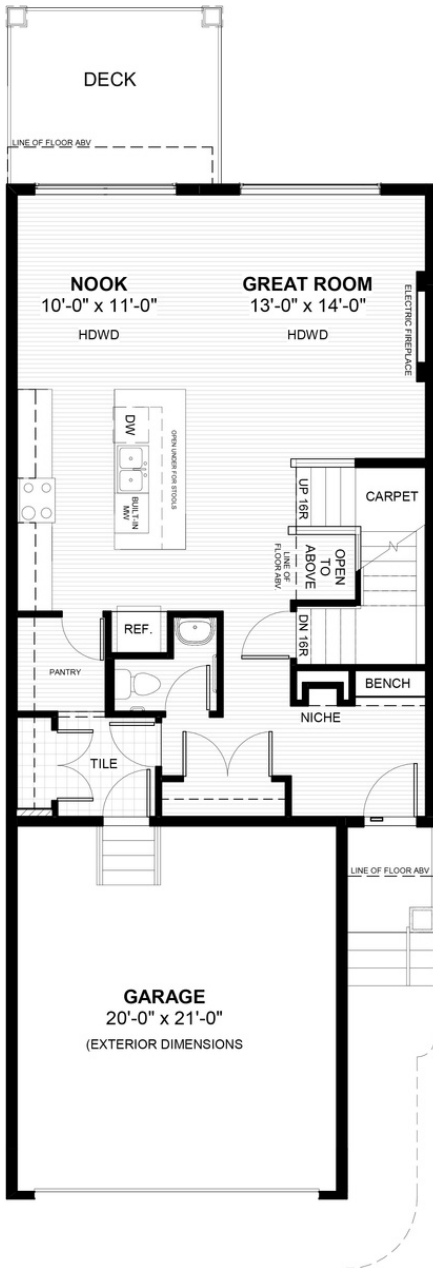 DECK
LINE OF FLOOR ABV
NOOK
10'-0" x 11'-0"
HDWD
GREAT ROOM
13'-0" x 14'-0"
HDWD
ELECTRIC FIREPLACE
DW
OPEN UNDER FOR STOOLS
BUILT-IN
MW
UP 16R
CARPET
LINE OF
FLOOR ABV.
OPEN
TO
ABOVE
REF.
DN 16R
PANTRY
BENCH
NICHE
TILE
LINE OF FLOOR ABV
GARAGE
20'-0" x 21'-0"
(EXTERIOR DIMENSIONS